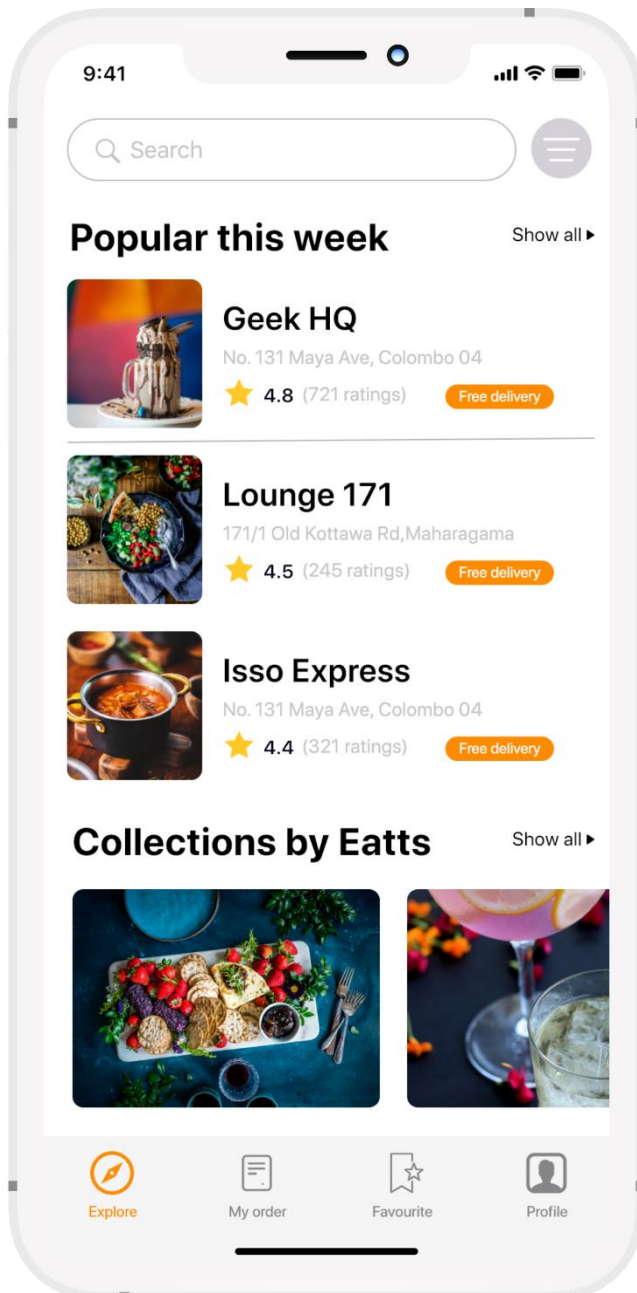 9:41
Search
Popular this week
Show all
Geek HQ
No. 131 Maya Ave, Colombo 04
4.8 (721 ratings)
Free delivery
Lounge 171
171/1 Old Kottawa Rd,Maharagama
4.5 (245 ratings)
Free delivery
Isso Express
No. 131 Maya Ave, Colombo 04
4.4 (321 ratings)
Free delivery
Collections by Eatts
Show all
Explore
My order
Favourite
Profile